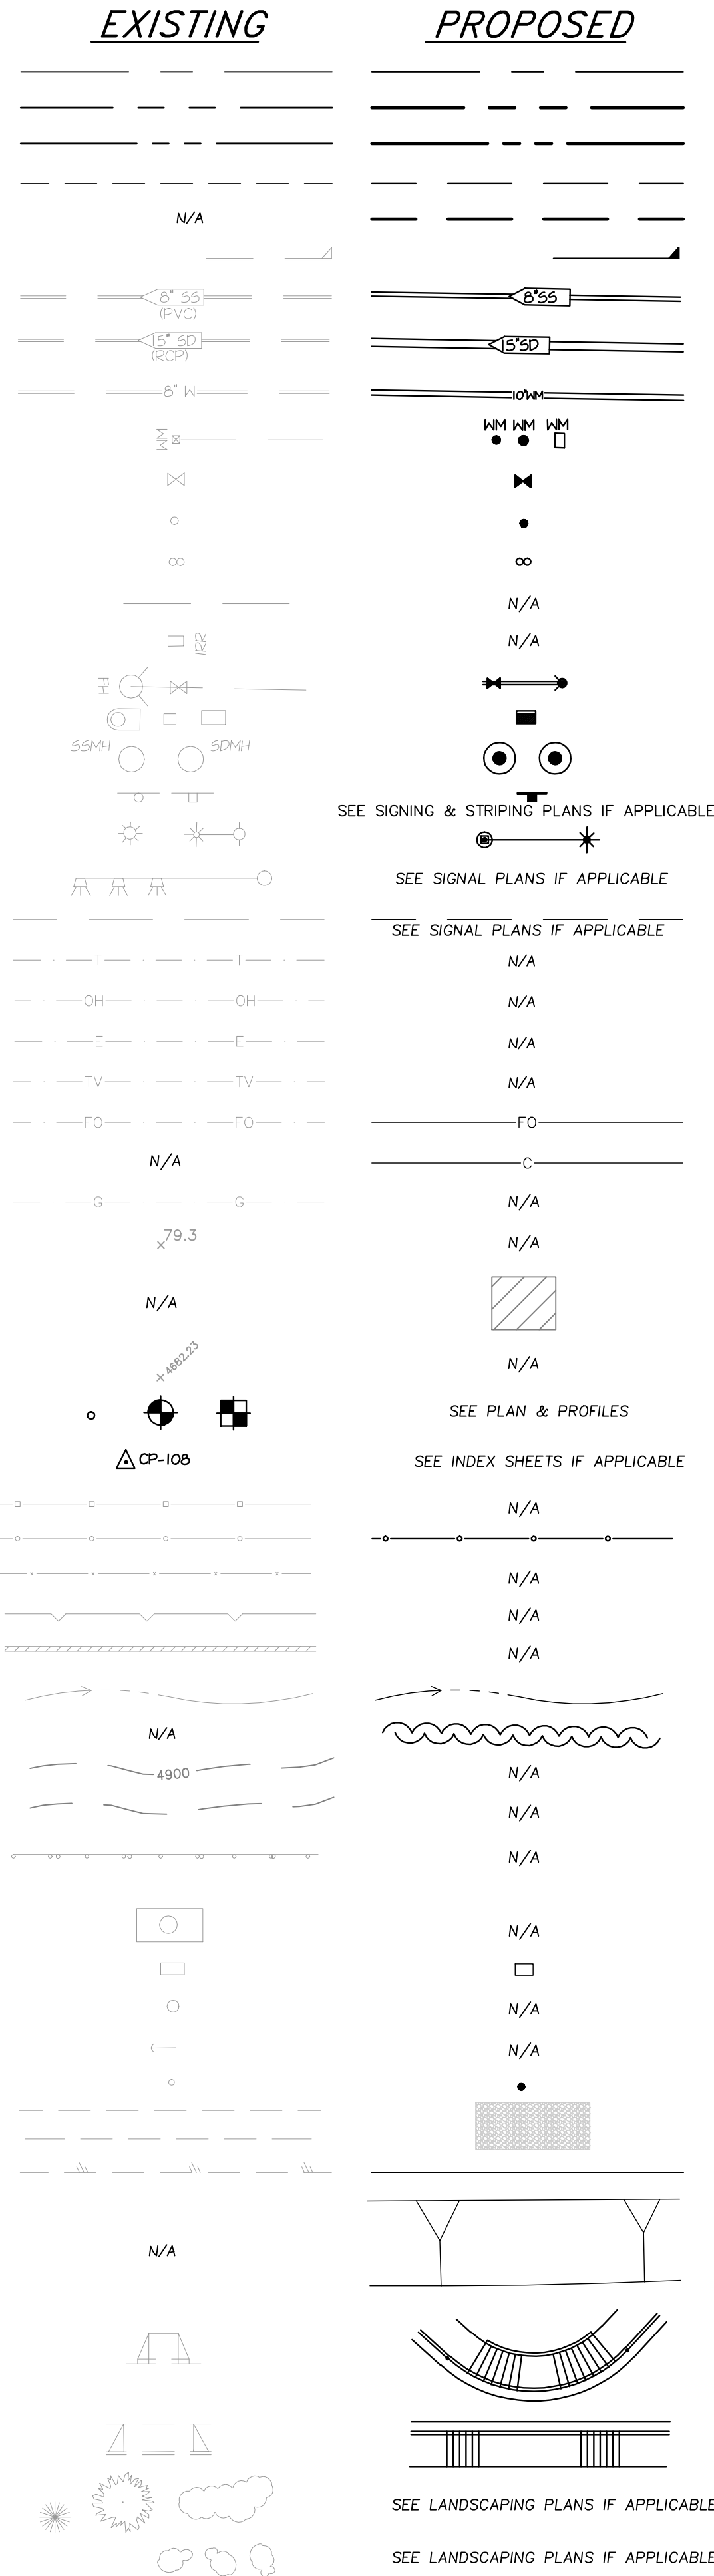 EXISTING PROPOSED
N/A
8" SS 8"SS
(PVC)
15" SD 15"SD
(RCP)
8" W 10"WM
WM WM WM
WM
N/A
IRR N/A
FH
SSMH SDMH
SEE SIGNING & STRIPING PLANS IF APPLICABLE
SEE SIGNAL PLANS IF APPLICABLE
SEE SIGNAL PLANS IF APPLICABLE
T T N/A
OH OH N/A
E E N/A
TV TV N/A
FO FO FO
N/A C
G G N/A
79.3 N/A
N/A
4682.23 N/A
SEE PLAN & PROFILES
CP-108 SEE INDEX SHEETS IF APPLICABLE
N/A
N/A
N/A
N/A
N/A
4900 N/A
N/A
N/A
N/A
N/A
N/A
N/A
SEE LANDSCAPING PLANS IF APPLICABLE
SEE LANDSCAPING PLANS IF APPLICABLE